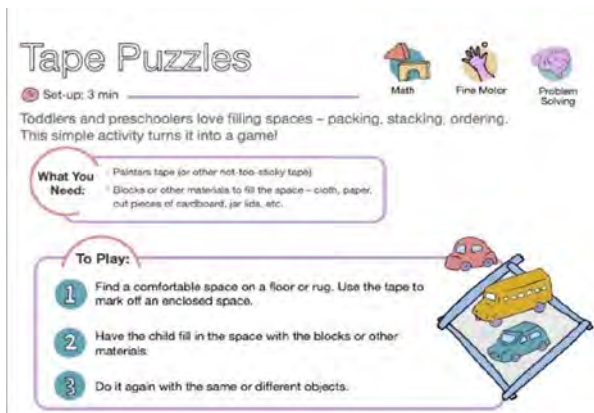 Tape Puzzles
Set-up: 3 min
Math
Fine Motor
Problem
Solving
Toddlers and preschoolers love filling spaces – packing, stacking, ordering.
This simple activity turns it into a game!
What You
Need:
Painters tape (or other not-too-sticky tape)
Blocks or other materials to fill the space – cloth, paper,
cut pieces of cardboard, jar lids, etc.
To Play:
1
Find a comfortable space on a floor or rug. Use the tape to
mark off an enclosed space.
2
Have the child fill in the space with the blocks or other
materials.
3
Do it again with the same or different objects.